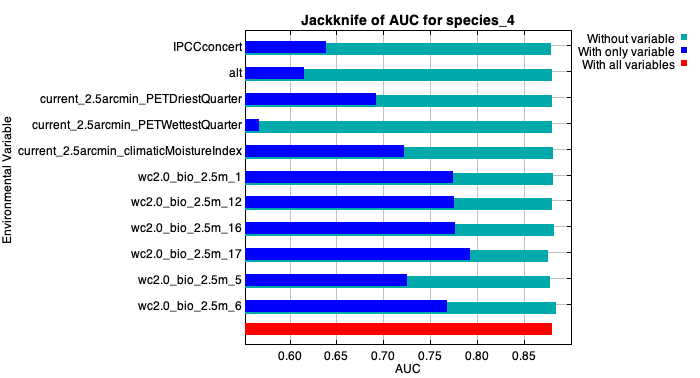 Jackknife of AUC for species_4
Environmental Variable
IPCCconcert
alt
current_2.5arcmin_PETDriestQuarter
current_2.5arcmin_PETWettestQuarter
current_2.5arcmin_climaticMoistureIndex
wc2.0_bio_2.5m_1
wc2.0_bio_2.5m_12
wc2.0_bio_2.5m_16
wc2.0_bio_2.5m_17
wc2.0_bio_2.5m_5
wc2.0_bio_2.5m_6
0.60 0.65 0.70 0.75 0.80 0.85
AUC
Without variable
With only variable
With all variables